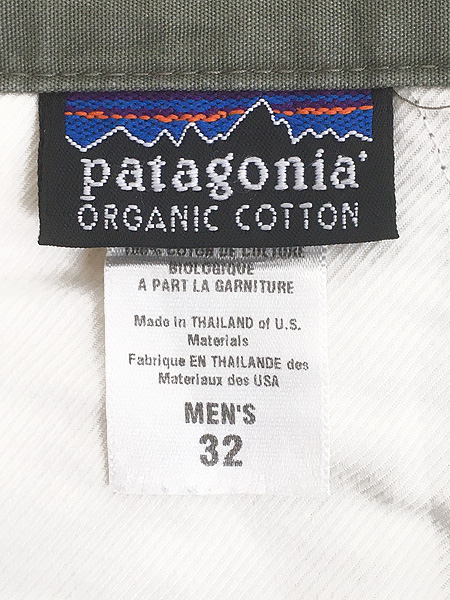 patagonia®
ORGANIC COTTON
BIOLOGIQUE
A PART LA GARNITURE
Made in THAILAND of U.S.
Materials
Fabrique EN THAILANDE des
Materiaux des USA
MEN'S
32